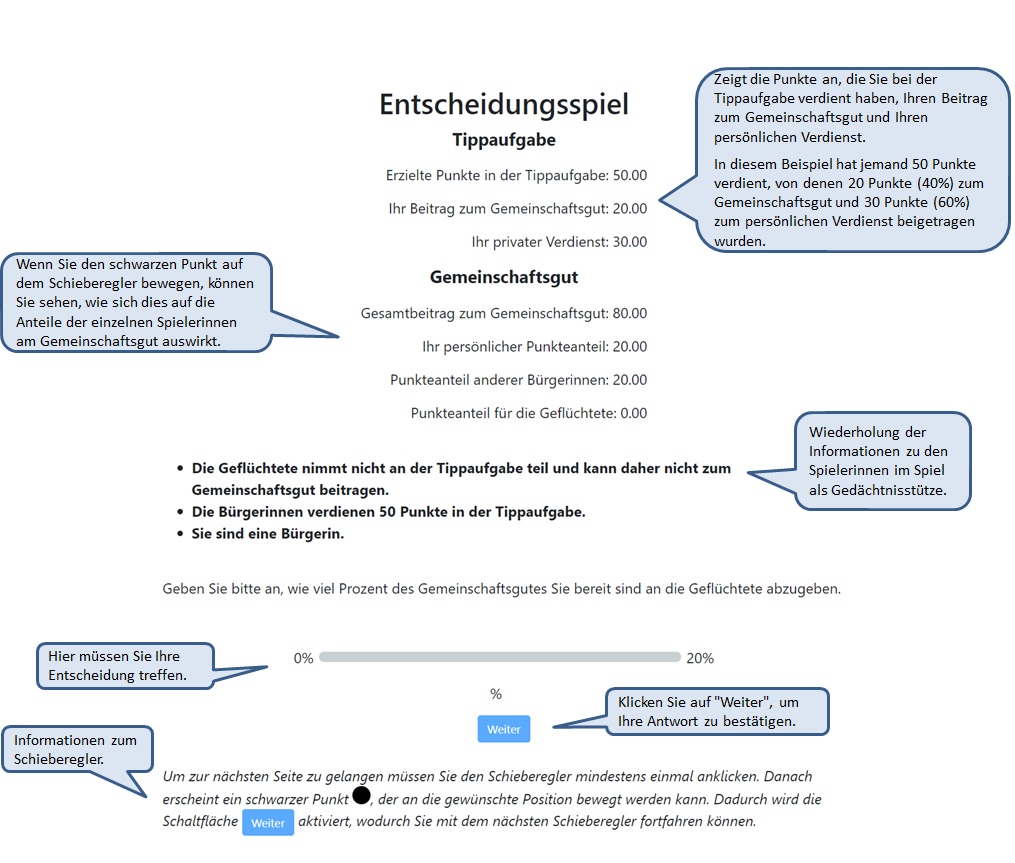 Entscheidungsspiel
Tippaufgabe
Erzielte Punkte in der Tippaufgabe: 50.00
Ihr Beitrag zum Gemeinschaftsgut: 20.00
Ihr privater Verdienst: 30.00
Zeigt die Punkte an, die Sie bei der
Tippaufgabe verdient haben, Ihren Beitrag
zum Gemeinschaftsgut und Ihren
persönlichen Verdienst.
In diesem Beispiel hat jemand 50 Punkte
verdient, von denen 20 Punkte (40%) zum
Gemeinschaftsgut und 30 Punkte (60%)
zum persönlichen Verdienst beigetragen
wurden.
Wenn Sie den schwarzen Punkt auf
dem Schieberegler bewegen, können
Sie sehen, wie sich dies auf die
Anteile der einzelnen Spielerinnen
am Gemeinschaftsgut auswirkt.
Gemeinschaftsgut
Gesamtbeitrag zum Gemeinschaftsgut: 80.00
Ihr persönlicher Punkteanteil: 20.00
Punkteanteil anderer Bürgerinnen: 20.00
Punkteanteil für die Geflüchtete: 0.00
Wiederholung der
Informationen zu den
Spielerinnen im Spiel
als Gedächtnisstütze.
• Die Geflüchtete nimmt nicht an der Tippaufgabe teil und kann daher nicht zum
Gemeinschaftsgut beitragen.
• Die Bürgerinnen verdienen 50 Punkte in der Tippaufgabe.
• Sie sind eine Bürgerin.
Geben Sie bitte an, wie viel Prozent des Gemeinschaftsgutes Sie bereit sind an die Geflüchtete abzugeben.
Hier müssen Sie Ihre
Entscheidung treffen.
0% 20%
%
Weiter
Klicken Sie auf "Weiter", um
Ihre Antwort zu bestätigen.
Informationen zum
Schieberegler.
Um zur nächsten Seite zu gelangen müssen Sie den Schieberegler mindestens einmal anklicken. Danach
erscheint ein schwarzer Punkt , der an die gewünschte Position bewegt werden kann. Dadurch wird die
Schaltfläche Weiter aktiviert, wodurch Sie mit dem nächsten Schieberegler fortfahren können.